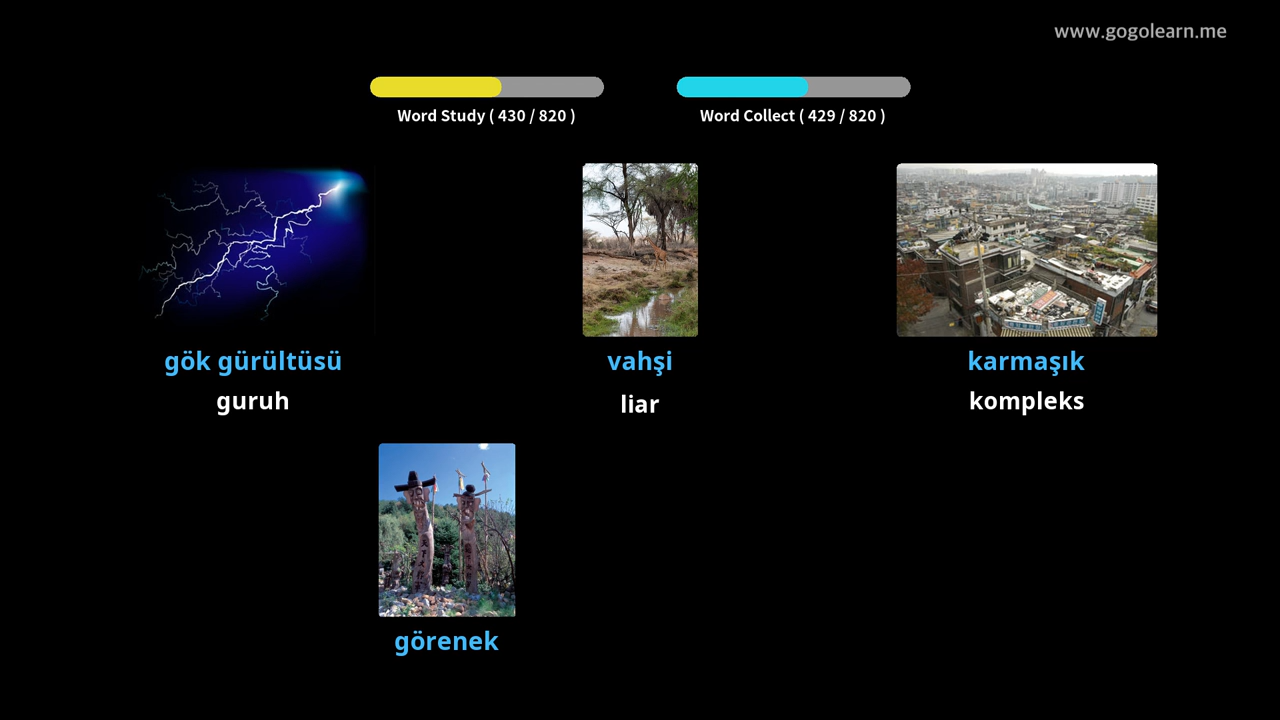 www.gogolearn.me
Word Study ( 430 / 820 )
Word Collect ( 429 / 820 )
gök gürültüsü
guruh
vahşi
liar
karmaşık
kompleks
görenek